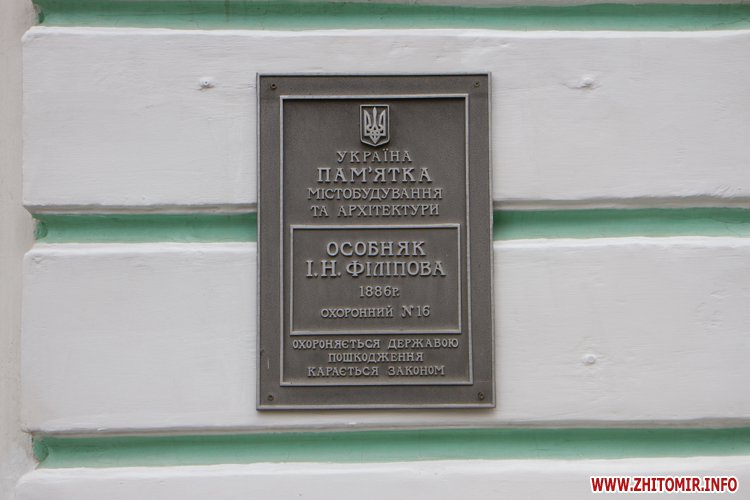 УКРАЇНА
ПАМ'ЯТКА
МІСТОБУДУВАННЯ
ТА АРХІТЕКТУРИ
ОСОБНЯК
І.Н. ФІЛІПОВА
1886р.
ОХОРОННИЙ №16
ОХОРОНЯЄТЬСЯ ДЕРЖАВОЮ
ПОШКОДЖЕННЯ
КАРАЄТЬСЯ ЗАКОНОМ
WWW.ZHITOMIR.INFO